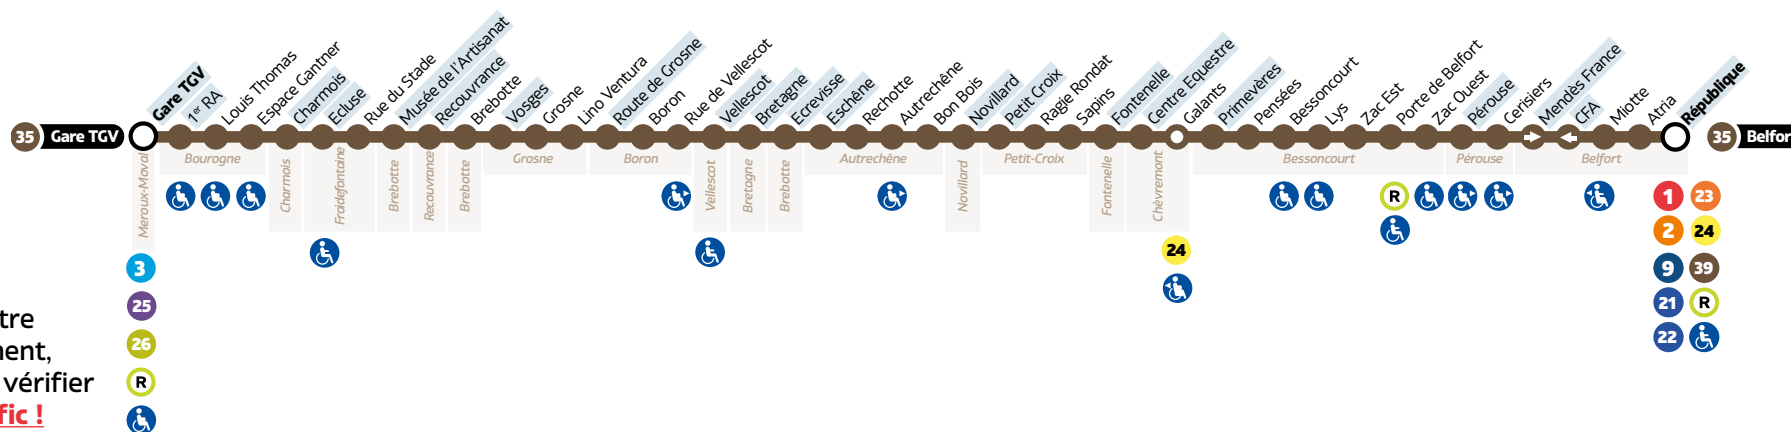 35 Gare TGV
Gare TGV
1er RA
Louis Thomas
Espace Gantner
Charmois
Ecluse
Rue du Stade
Musée de l'Artisanat
Recouvrance
Brebotte
Vosges
Grosne
Lino Ventura
Route de Grosne
Boron
Rue de Vellescot
Vellescot
Bretagne
Ecrevisse
Eschêne
Rechotte
Autrechêne
Bon Bois
Novillard
Petit Croix
Ragie Rondat
Sapins
Fontenelle
Centre Equestre
Galants
Primevères
Pensées
Bessoncourt
Lys
Zac Est
Porte de Belfort
Zac Ouest
Pérouse
Cerisiers
Mendès France
CFA
Miotte
Atria
République
35 Belfor
Meroux-Moval
Bourogne
Charmois
Froidefontaine
Brebotte
Recouvrance
Brebotte
Grosne
Boron
Vellescot
Bretagne
Brebotte
Autrechêne
Novillard
Petit-Croix
Fontenelle
Chèvremont
Bessoncourt
Pérouse
Belfort
3
25
26
R
24
R
1 23
2 24
9 39
21 R
22
tre
ment,
vérifier
fic !